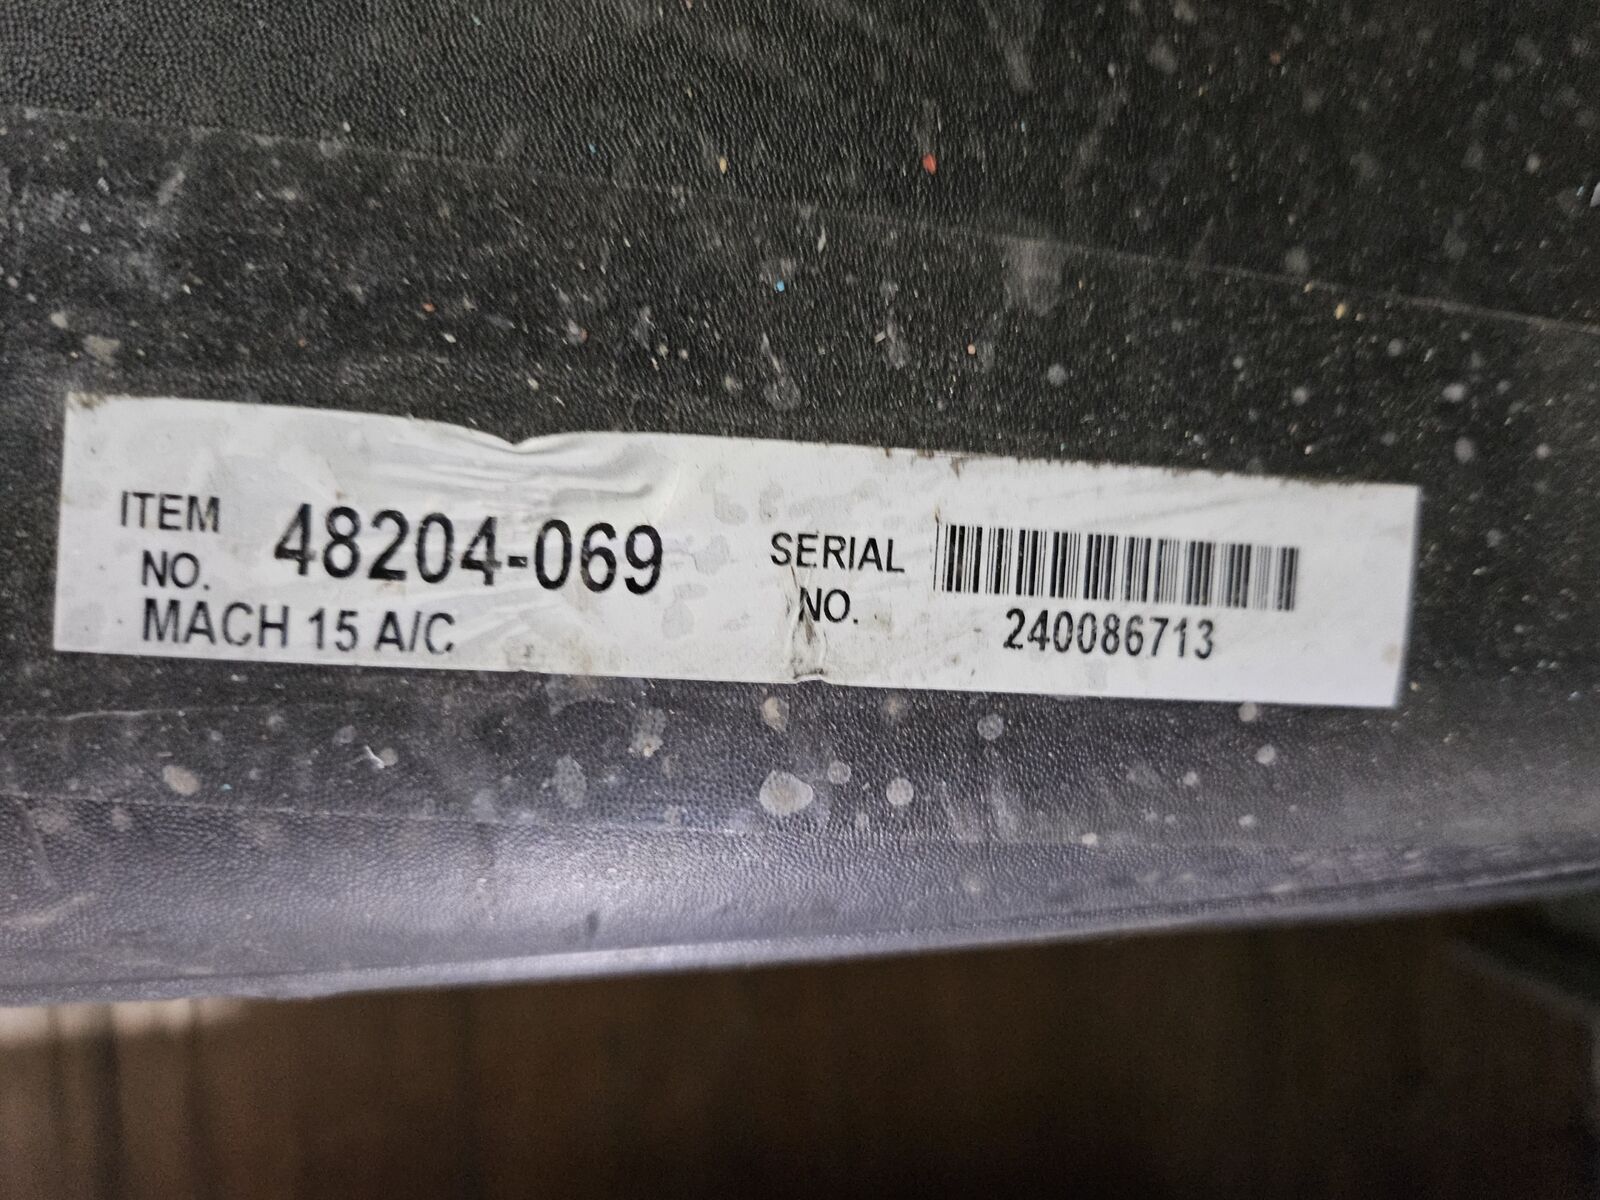 ITEM NO. 48204-069
MACH 15 A/C
SERIAL NO.
240086713